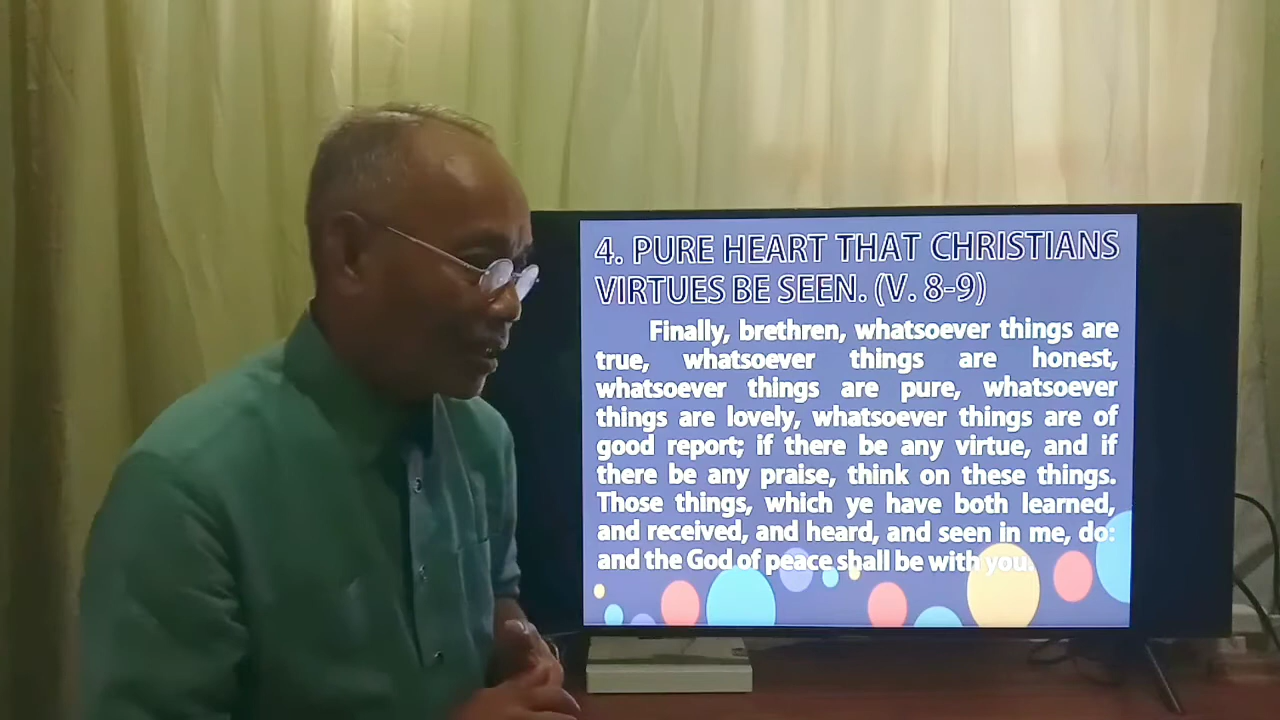 4. PURE HEART THAT CHRISTIANS
VIRTUES BE SEEN. (V. 8-9)
Finally, brethren, whatsoever things are
true, whatsoever things are honest,
whatsoever things are pure, whatsoever
things are lovely, whatsoever things are of
good report; if there be any virtue, and if
there be any praise, think on these things.
Those things, which ye have both learned,
and received, and heard, and seen in me, do:
and the God of peace shall be with you.